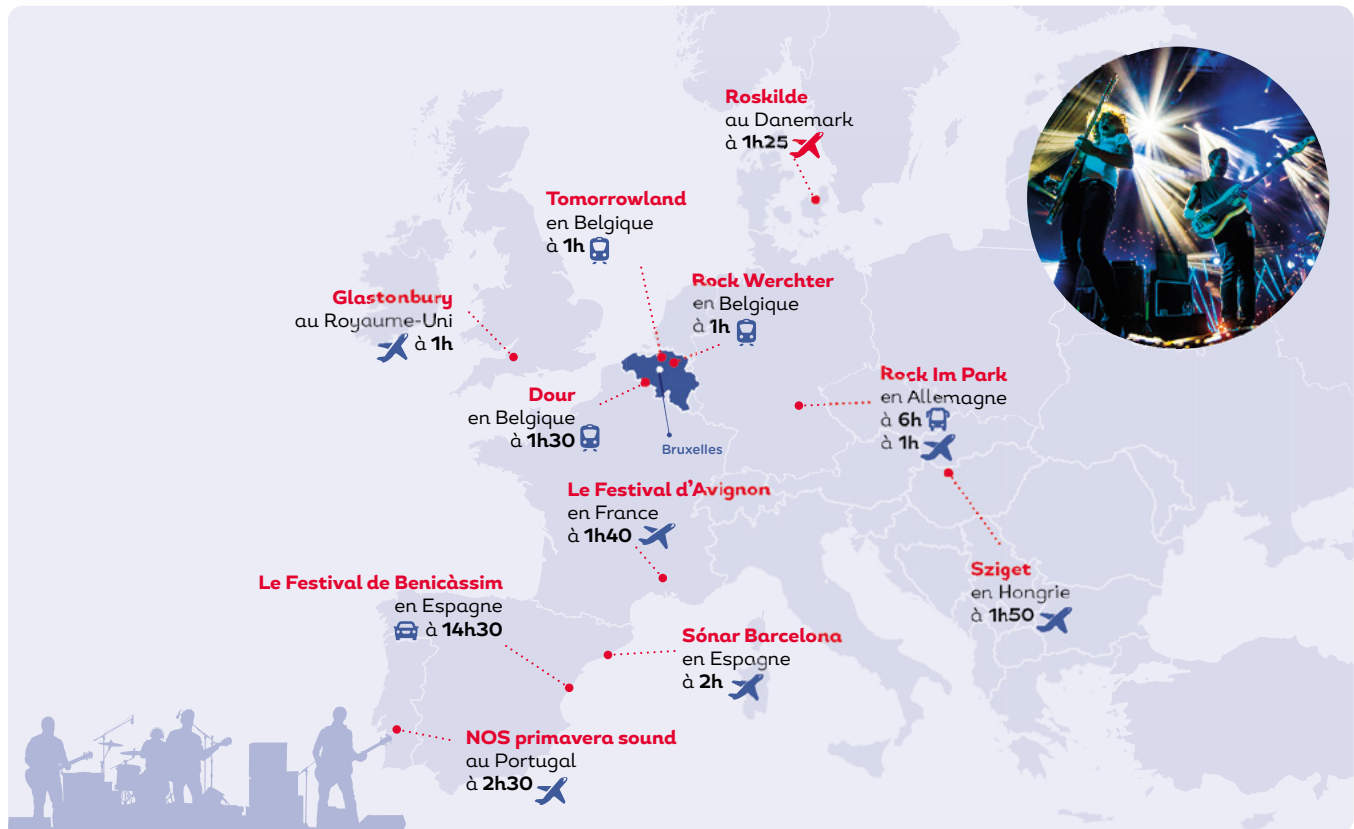 Roskilde
au Danemark
à 1h25
Tomorrowland
en Belgique
à 1h
Rock Werchter
en Belgique
à 1h
Glastonbury
au Royaume-Uni
à 1h
Rock Im Park
en Allemagne
à 6h
à 1h
Dour
en Belgique
à 1h30
Bruxelles
Le Festival d'Avignon
en France
à 1h40
Sziget
en Hongrie
à 1h50
Le Festival de Benicàssim
en Espagne
à 14h30
Sónar Barcelona
en Espagne
à 2h
NOS primavera sound
au Portugal
à 2h30